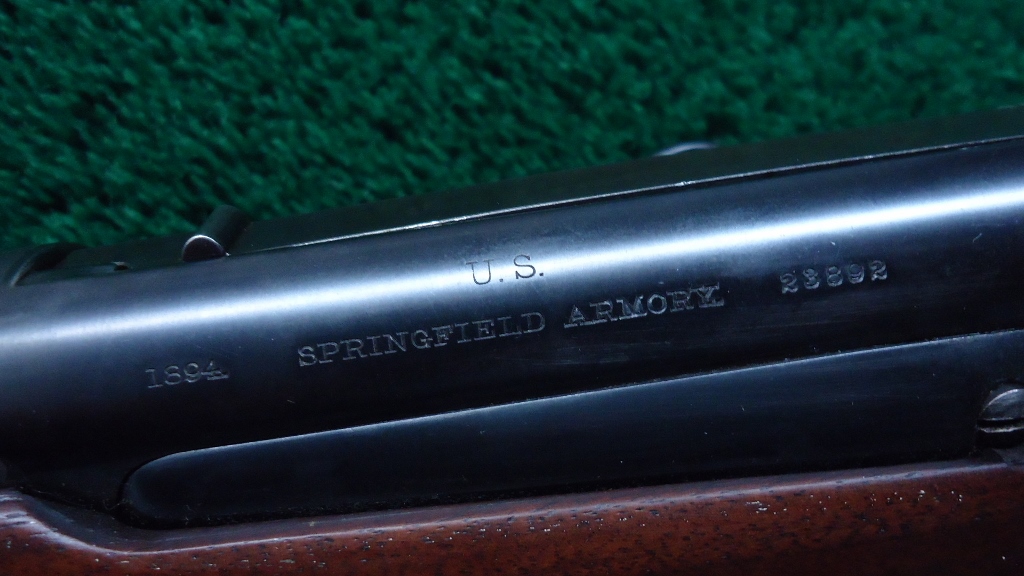 U.S.
1894. SPRINGFIELD ARMORY. 23892